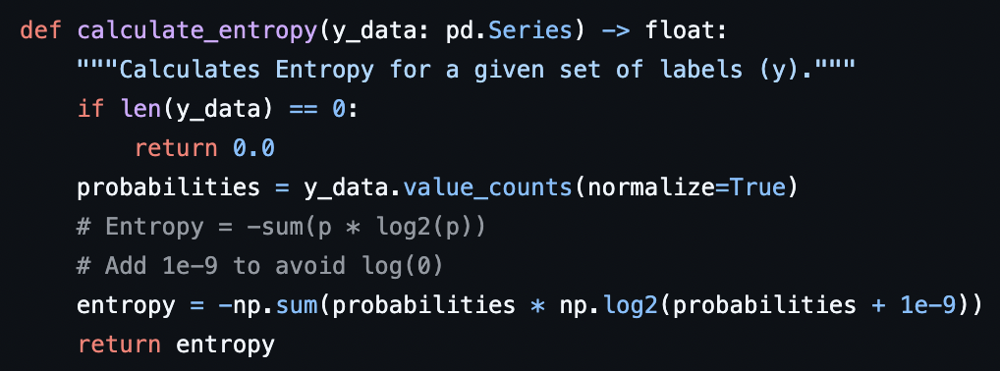 def calculate_entropy(y_data: pd.Series) -> float:
    """Calculates Entropy for a given set of labels (y)."""
    if len(y_data) == 0:
        return 0.0
    probabilities = y_data.value_counts(normalize=True)
    # Entropy = -sum(p * log2(p))
    # Add 1e-9 to avoid log(0)
    entropy = -np.sum(probabilities * np.log2(probabilities + 1e-9))
    return entropy